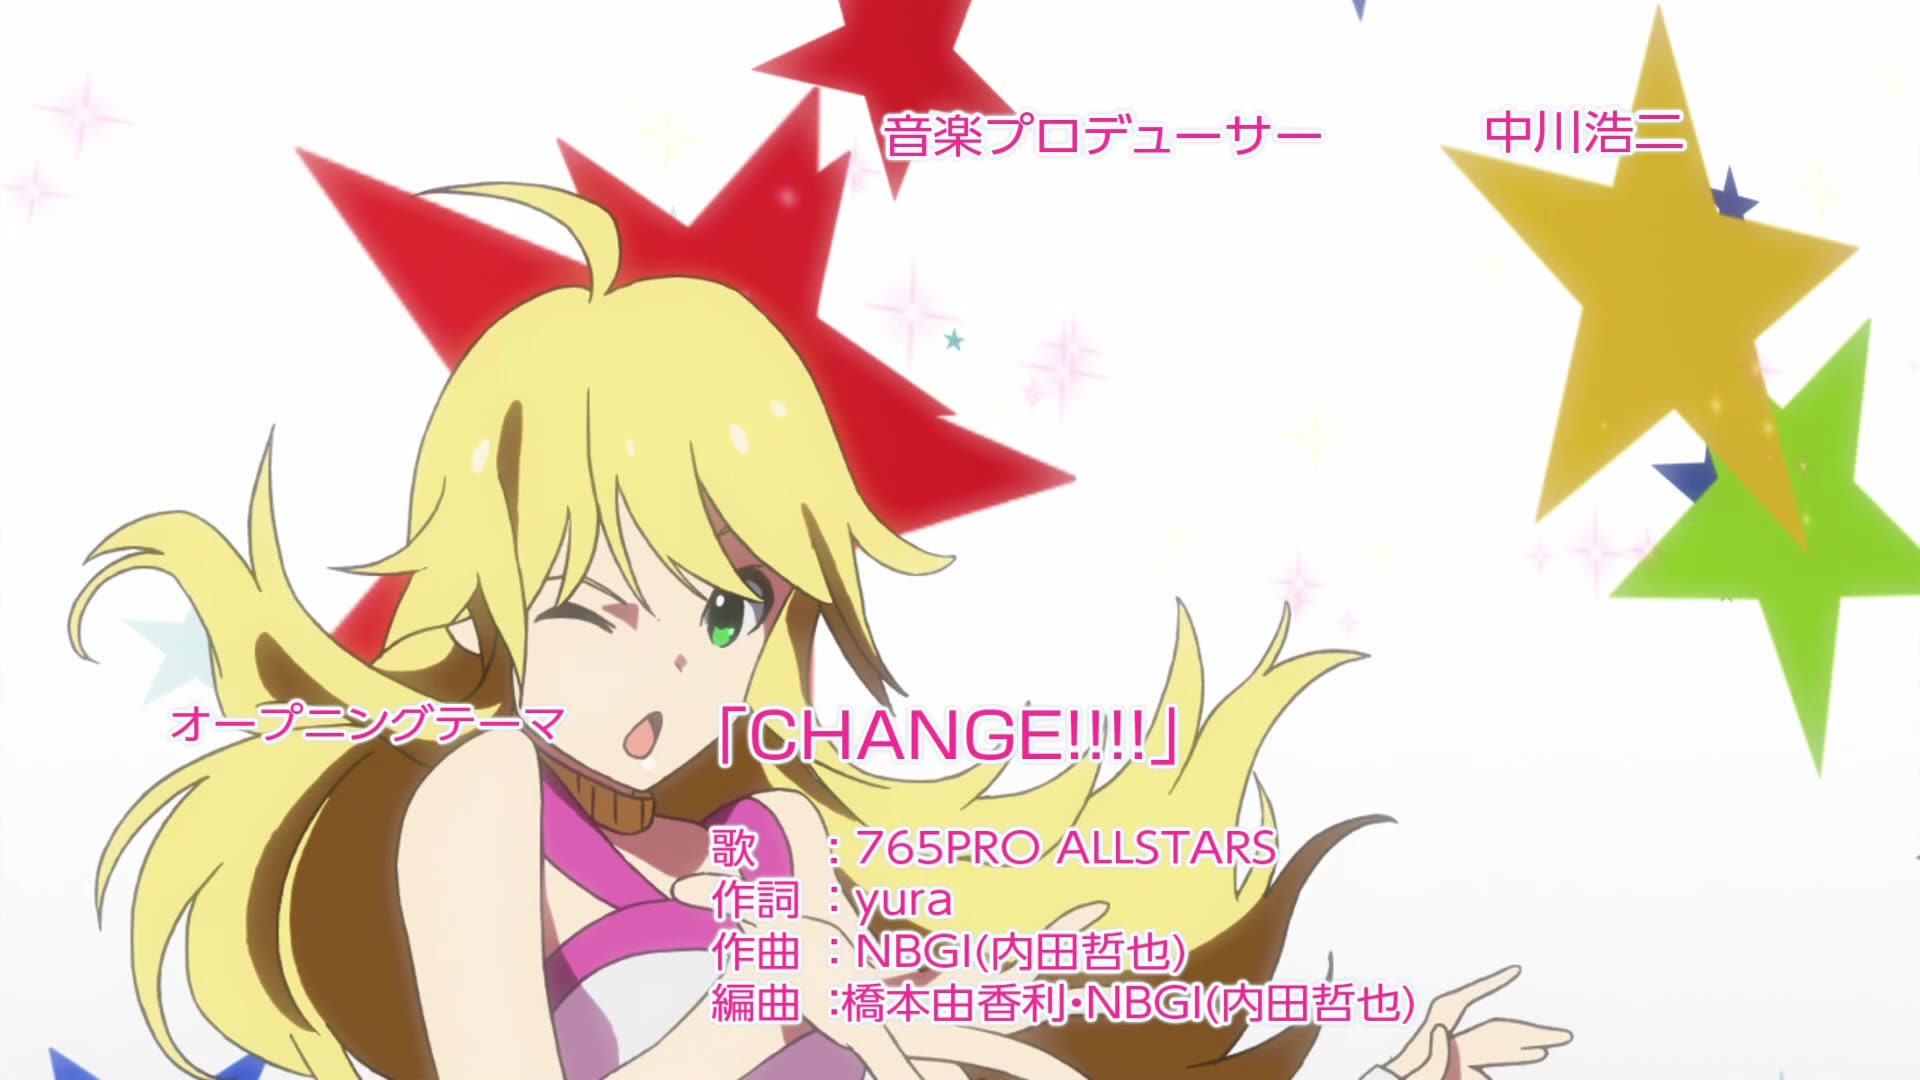 音楽プロデューサー 中川浩二
オープニングテーマ 「CHANGE!!!!」
歌 : 765PRO ALLSTARS
作詞 : yura
作曲 : NBGI(内田哲也)
編曲 :橋本由香利・NBGI(内田哲也)